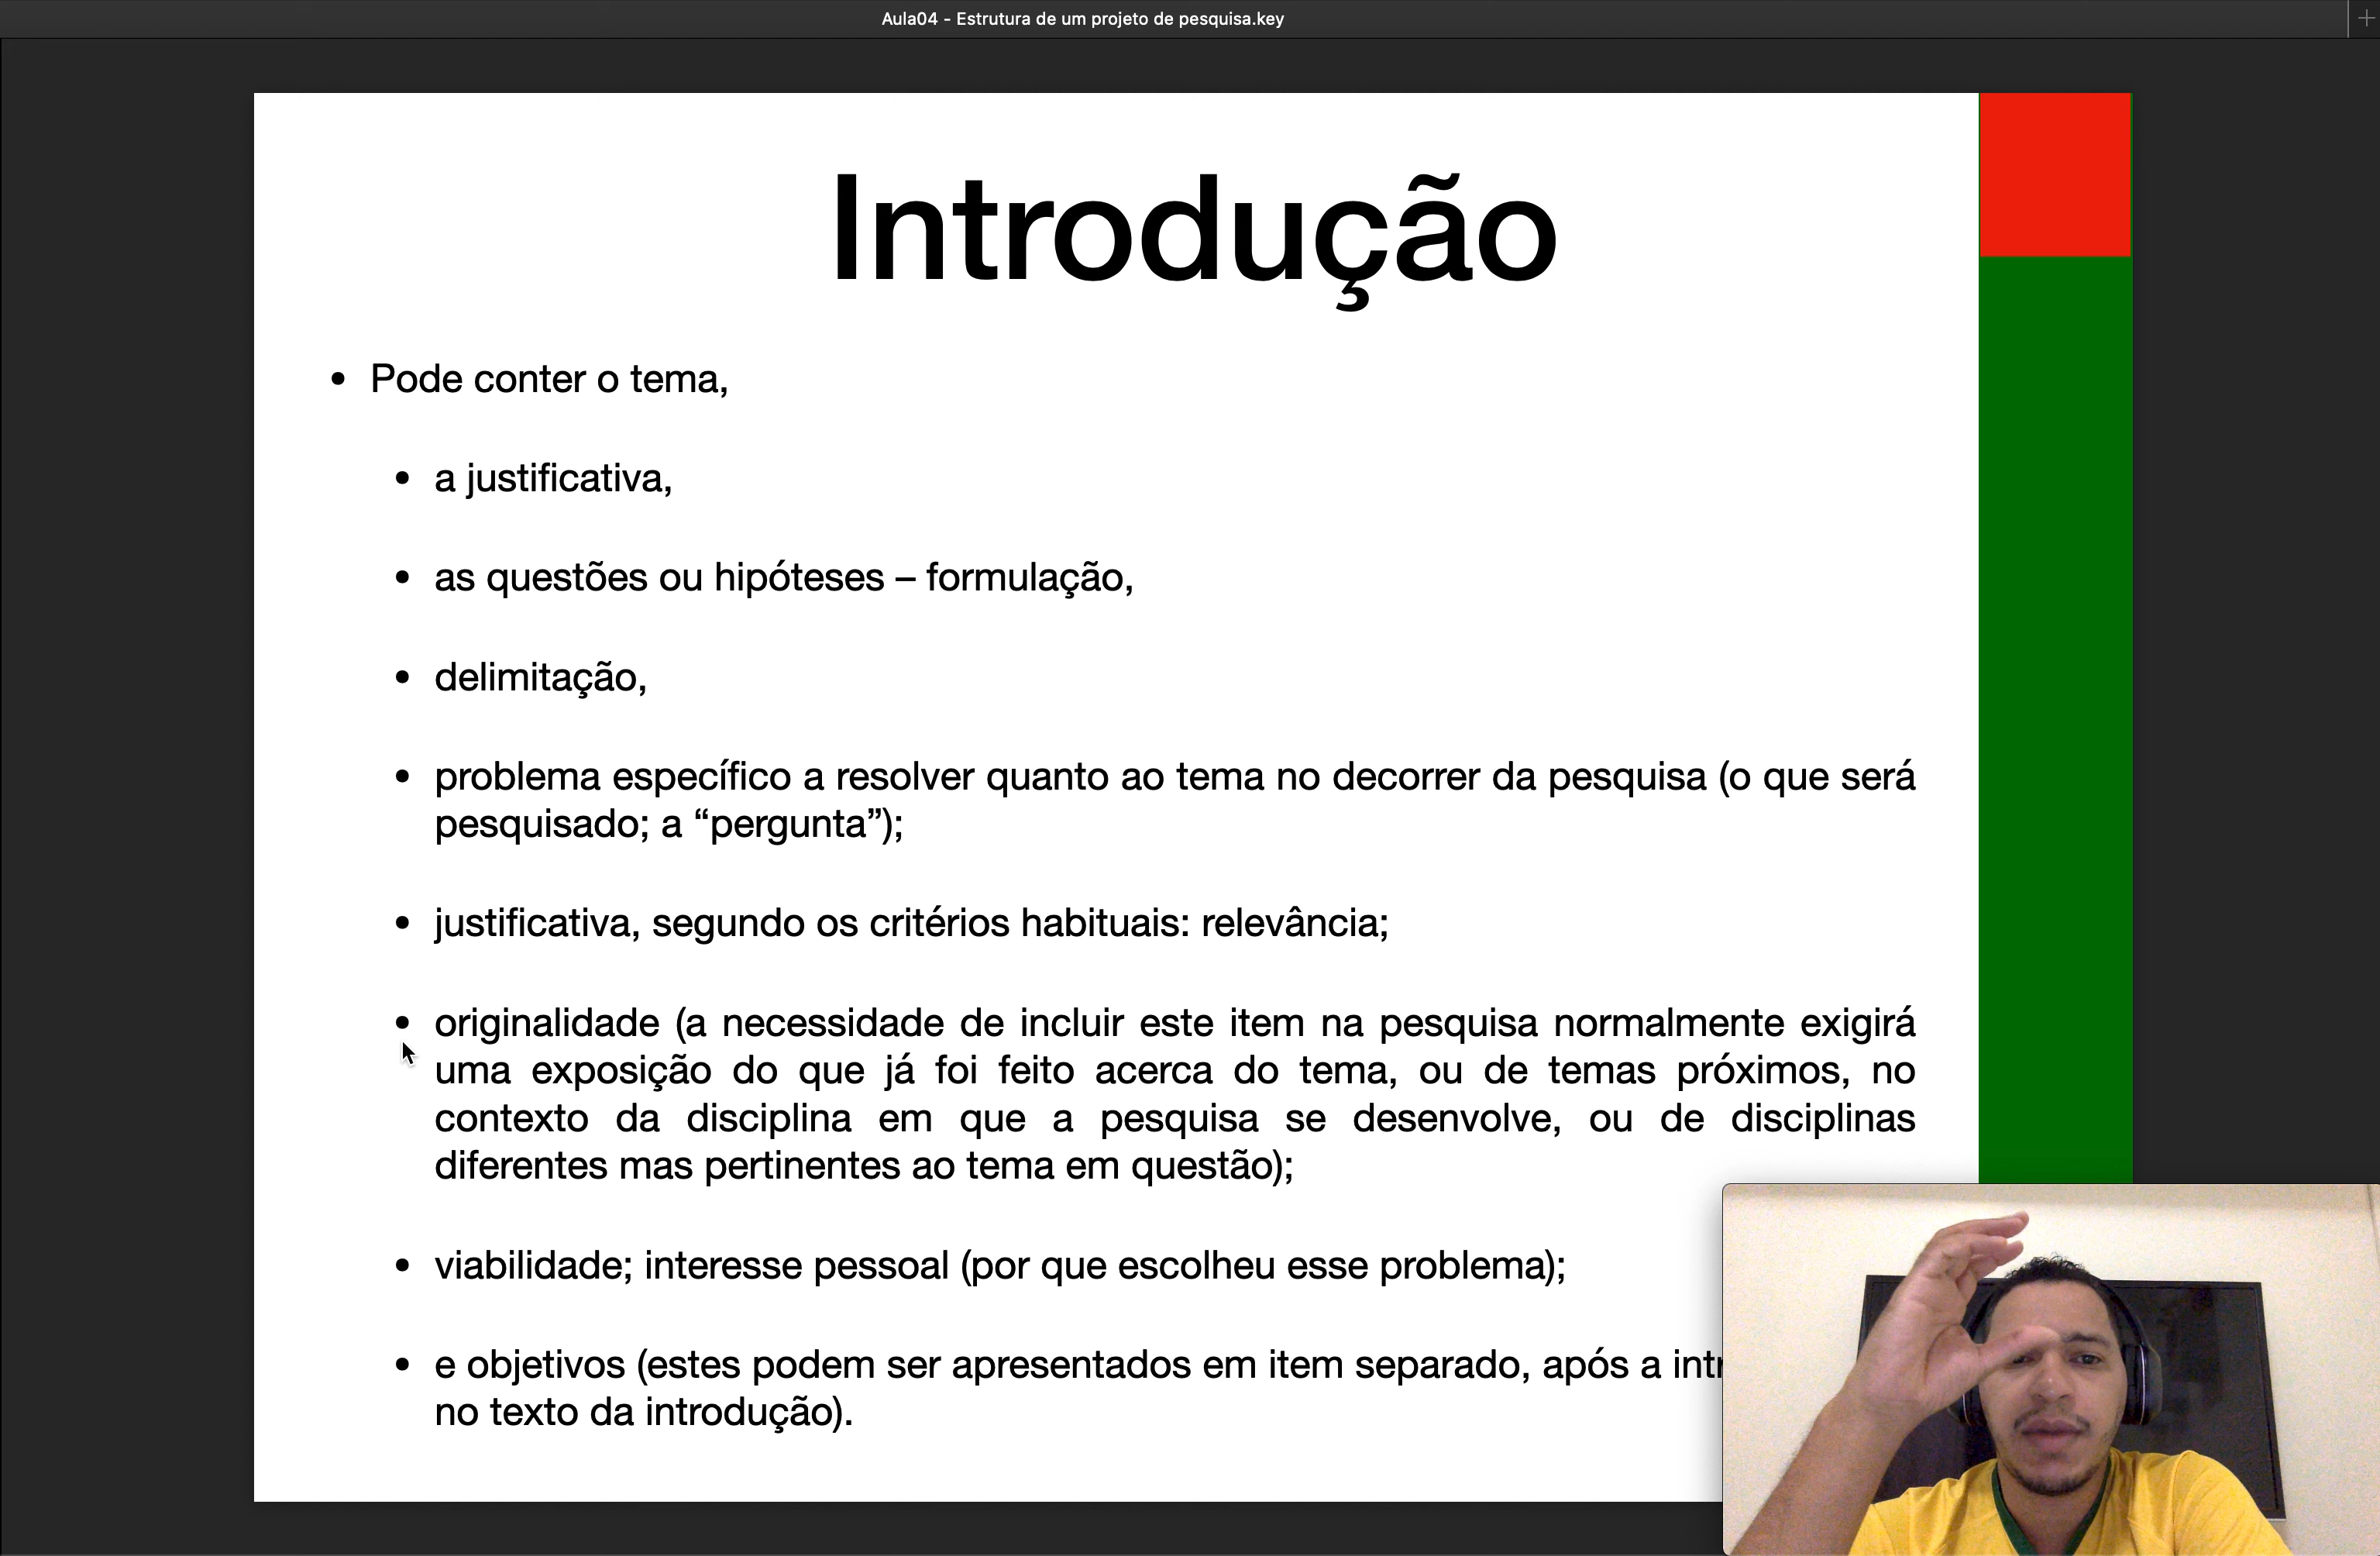 Aula04 - Estrutura de um projeto de pesquisa.key
Introdução
• Pode conter o tema,
• a justificativa,
• as questões ou hipóteses – formulação,
• delimitação,
• problema específico a resolver quanto ao tema no decorrer da pesquisa (o que será
pesquisado; a “pergunta”);
• justificativa, segundo os critérios habituais: relevância;
• originalidade (a necessidade de incluir este item na pesquisa normalmente exigirá
uma exposição do que já foi feito acerca do tema, ou de temas próximos, no
contexto da disciplina em que a pesquisa se desenvolve, ou de disciplinas
diferentes mas pertinentes ao tema em questão);
• viabilidade; interesse pessoal (por que escolheu esse problema);
• e objetivos (estes podem ser apresentados em item separado, após a
no texto da introdução).